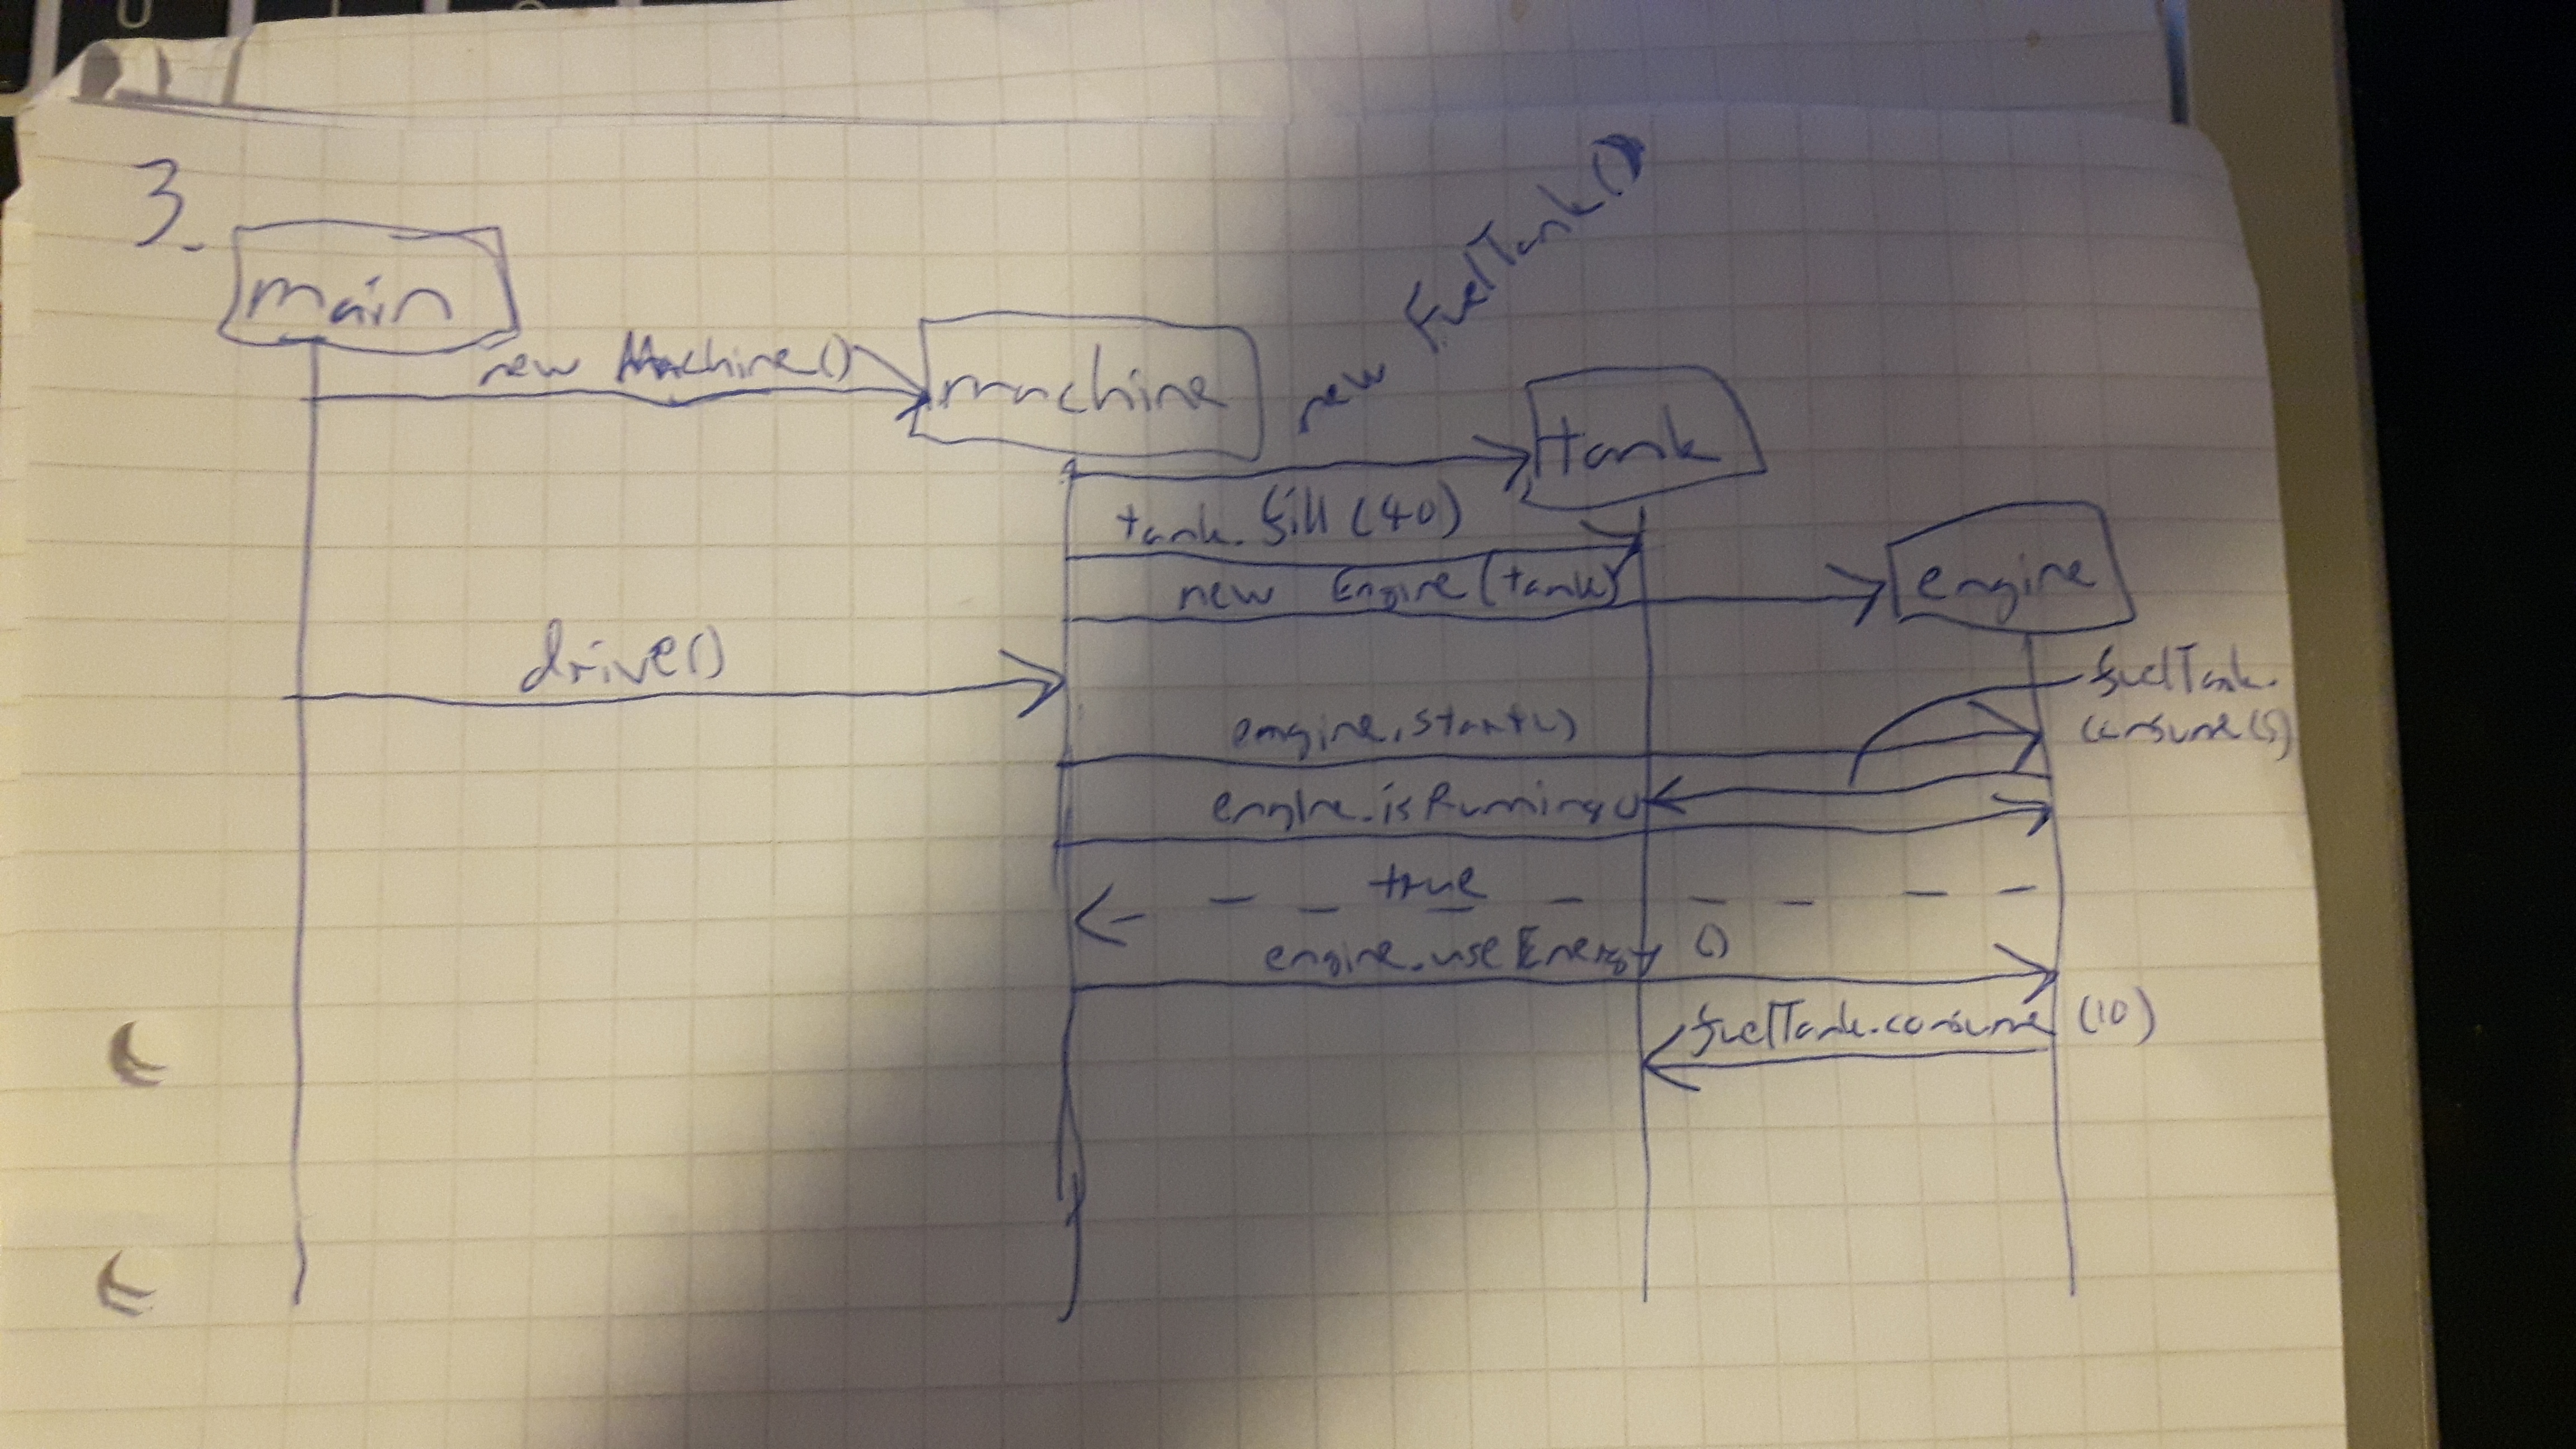 3.
main
new Machine()
machine
new FuelTank()
tank
tank.fill(40)
new Engine(tank)
engine
drive()
engine.start()
fuelTank.
consume(5)
engine.isRunning()
true
engine.useEnergy ()
fuelTank.consume (10)